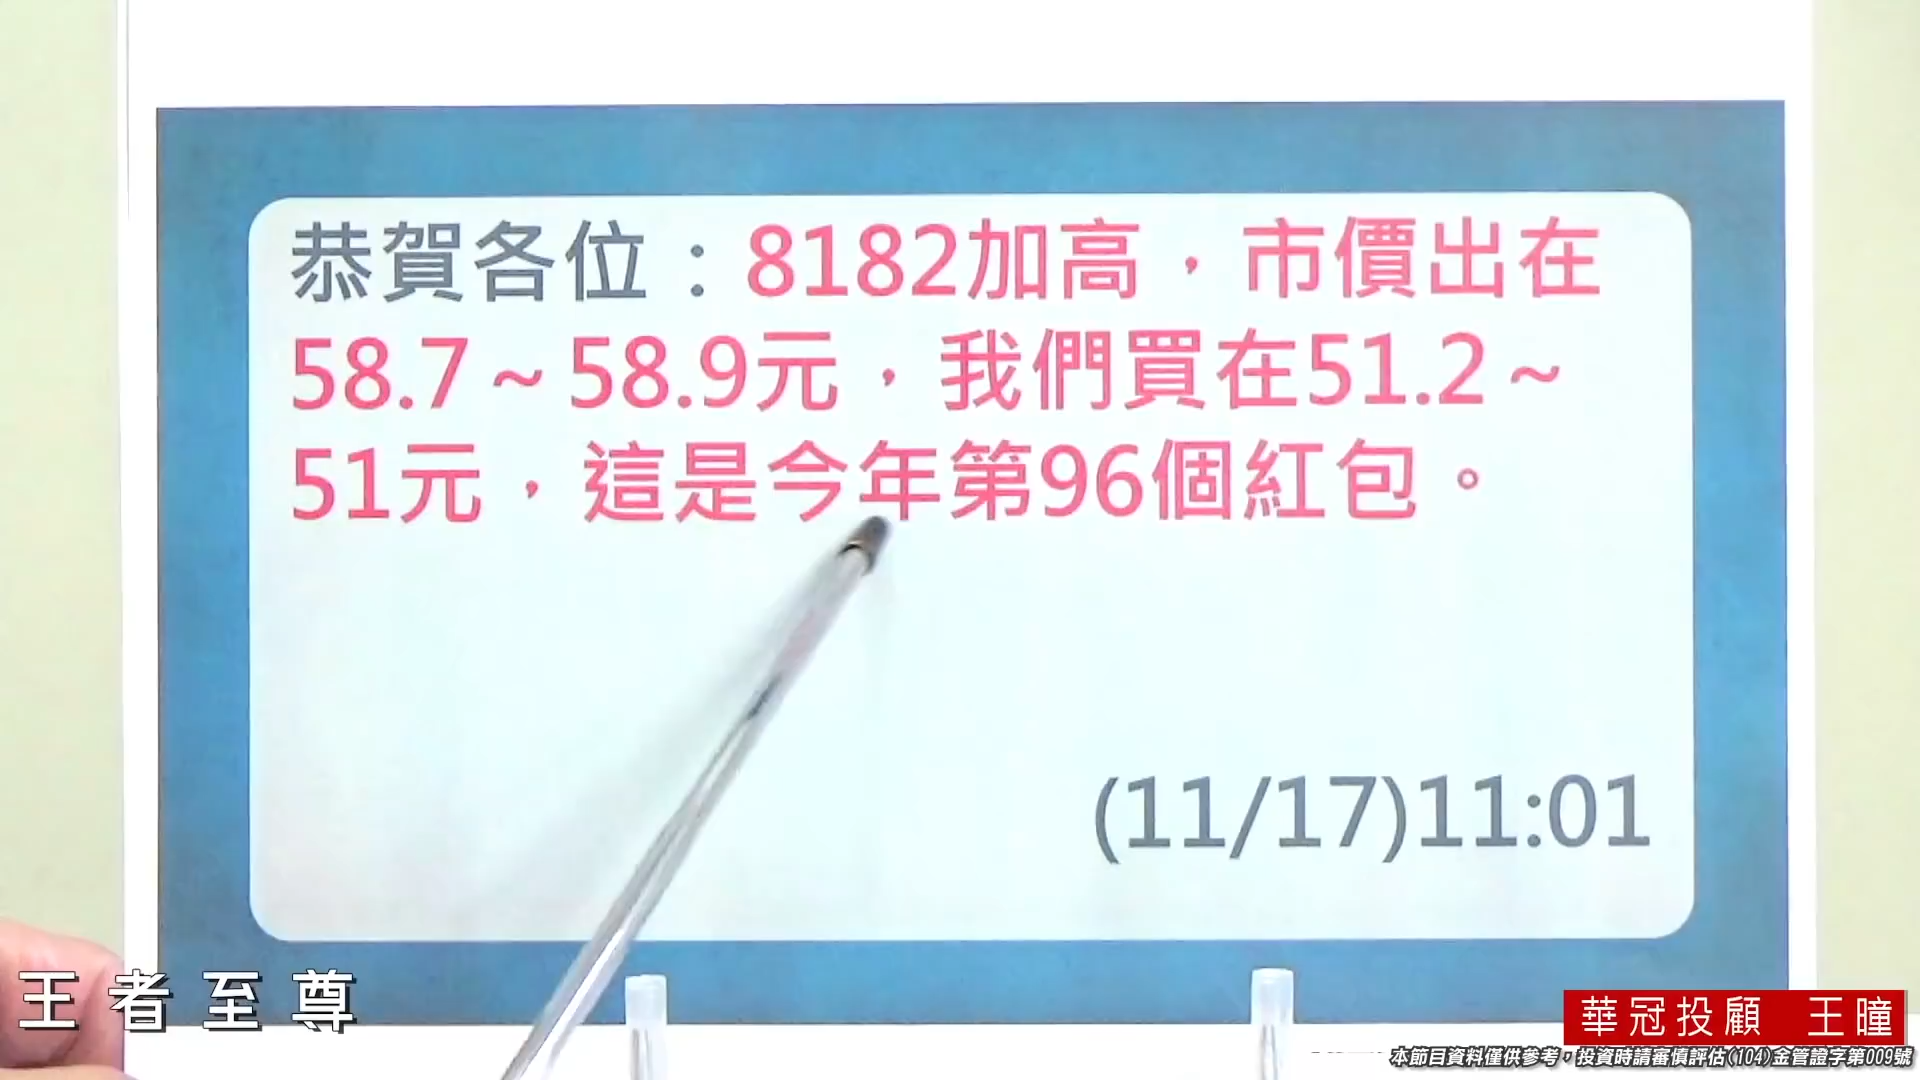 恭賀各位：8182加高，市價出在
58.7～58.9元，我們買在51.2～
51元，這是今年第96個紅包。
(11/17)11:01
王者至尊
華冠投顧 王瞳
本節目資料僅供參考，投資時請審慎評估(104)金管證字第009號